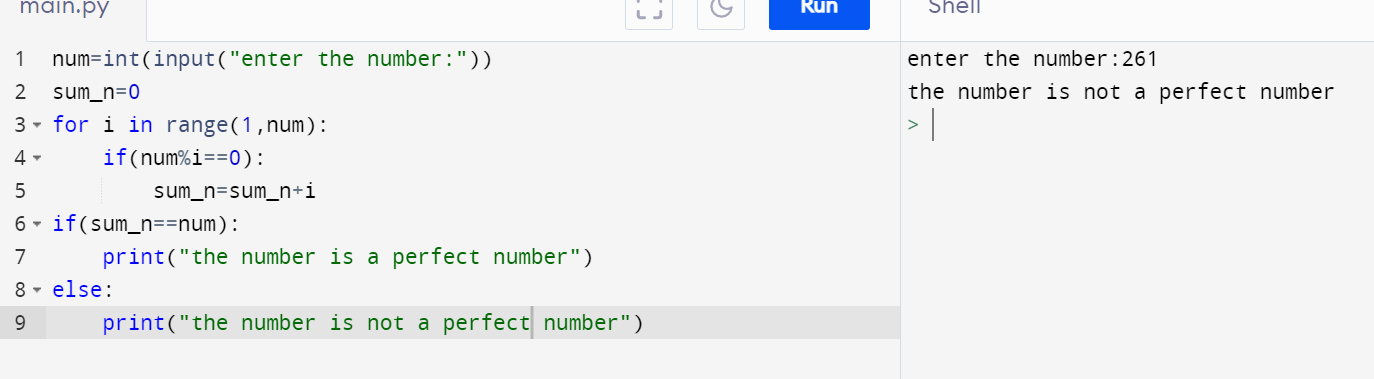 main.py
Run
Shell
1 num=int(input("enter the number:"))
2 sum_n=0
3 for i in range(1,num):
4     if(num%i==0):
5         sum_n=sum_n+i
6 if(sum_n==num):
7     print("the number is a perfect number")
8 else:
9     print("the number is not a perfect number")
enter the number:261
the number is not a perfect number
>